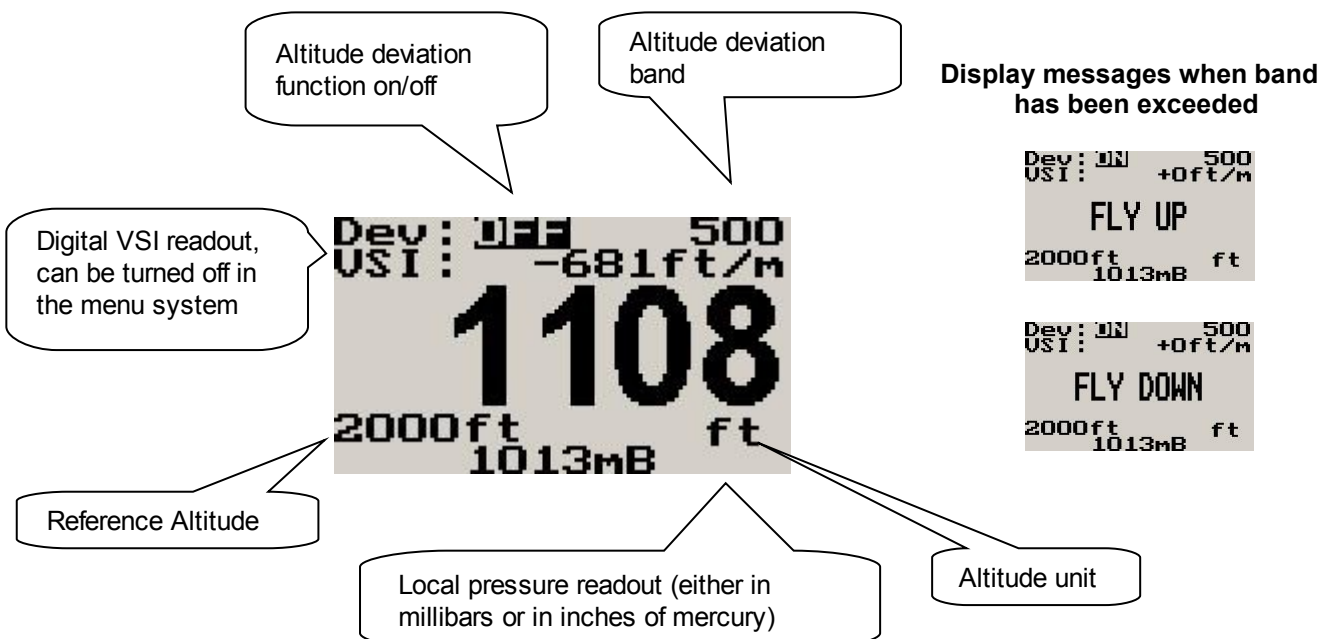 Altitude deviation
function on/off
Altitude deviation
band
Display messages when band
has been exceeded
Digital VSI readout,
can be turned off in
the menu system
Dev: OFF 500
VSI: -681ft/m
1108
2000ft ft
1013mB
Dev: ON 500
VSI: +0ft/m
FLY UP
2000ft ft
1013mB
Dev: ON 500
VSI: +0ft/m
FLY DOWN
2000ft ft
1013mB
Reference Altitude
Local pressure readout (either in
millibars or in inches of mercury)
Altitude unit